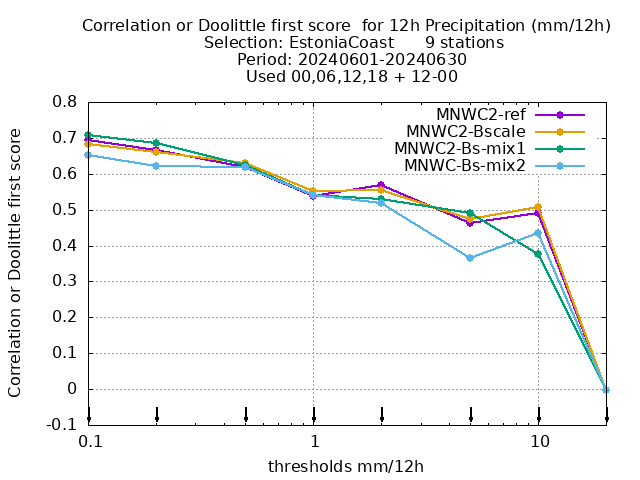 Correlation or Doolittle first score  for 12h Precipitation (mm/12h)
Selection: EstoniaCoast      9 stations
Period: 20240601-20240630
Used 00,06,12,18 + 12-00
MNWC2-ref
MNWC2-Bscale
MNWC2-Bs-mix1
MNWC-Bs-mix2
Correlation or Doolittle first score
0.8
0.7
0.6
0.5
0.4
0.3
0.2
0.1
0
-0.1
0.1
1
10
thresholds mm/12h